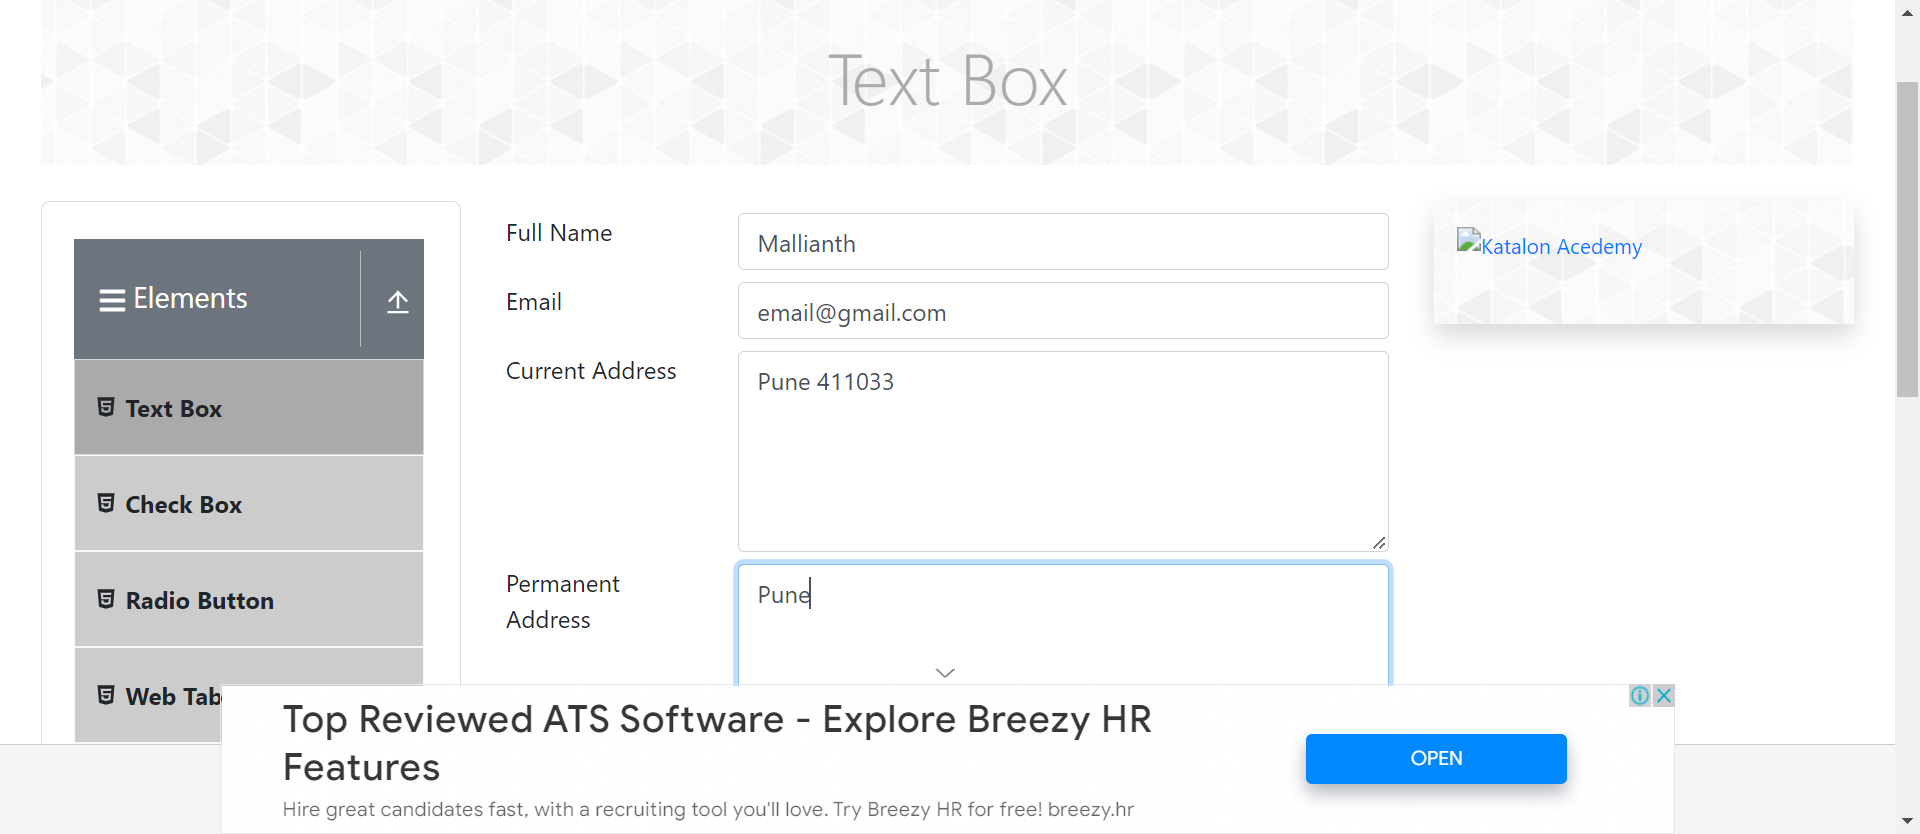 Text Box
Elements
Text Box
Check Box
Radio Button
Web Tab
Full Name
Mallianth
Email
email@gmail.com
Current Address
Pune 411033
Permanent
Address
Pune
Katalon Acedemy
Top Reviewed ATS Software - Explore Breezy HR
Features
Hire great candidates fast, with a recruiting tool you'll love. Try Breezy HR for free! breezy.hr
OPEN